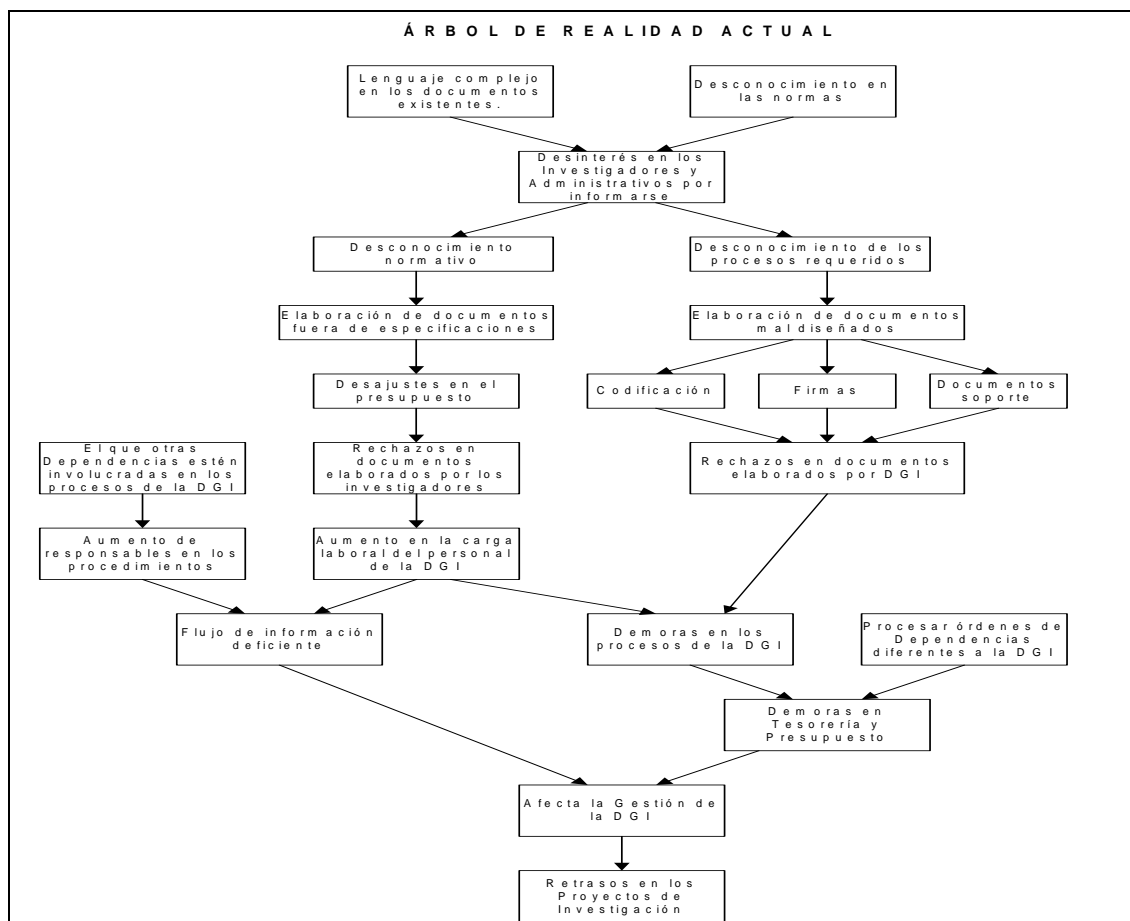 ÁRBOL DE REALIDAD ACTUAL
Lenguaje complejo
en los documentos
existentes.
Desconocimiento en
las normas
Desinterés en los
Investigadores y
Administrativos por
informarse
Desconocimiento
normativo
Desconocimiento de los
procesos requeridos
Elaboración de documentos
fuera de especificaciones
Elaboración de documentos
mal diseñados
Desajustes en el
presupuesto
Codificación
Firmas
Documentos
soporte
El que otras
Dependencias estén
involucradas en los
procesos de la DGI
Rechazos en
documentos
elaborados por los
investigadores
Rechazos en documentos
elaborados por DGI
Aumento de
responsables en los
procedimientos
Aumento en la carga
laboral del personal
de la DGI
Flujo de información
deficiente
Demoras en los
procesos de la DGI
Procesar órdenes de
Dependencias
diferentes a la DGI
Demoras en
Tesorería y
Presupuesto
Afecta la Gestión de
la DGI
Retrasos en los
Proyectos de
Investigación